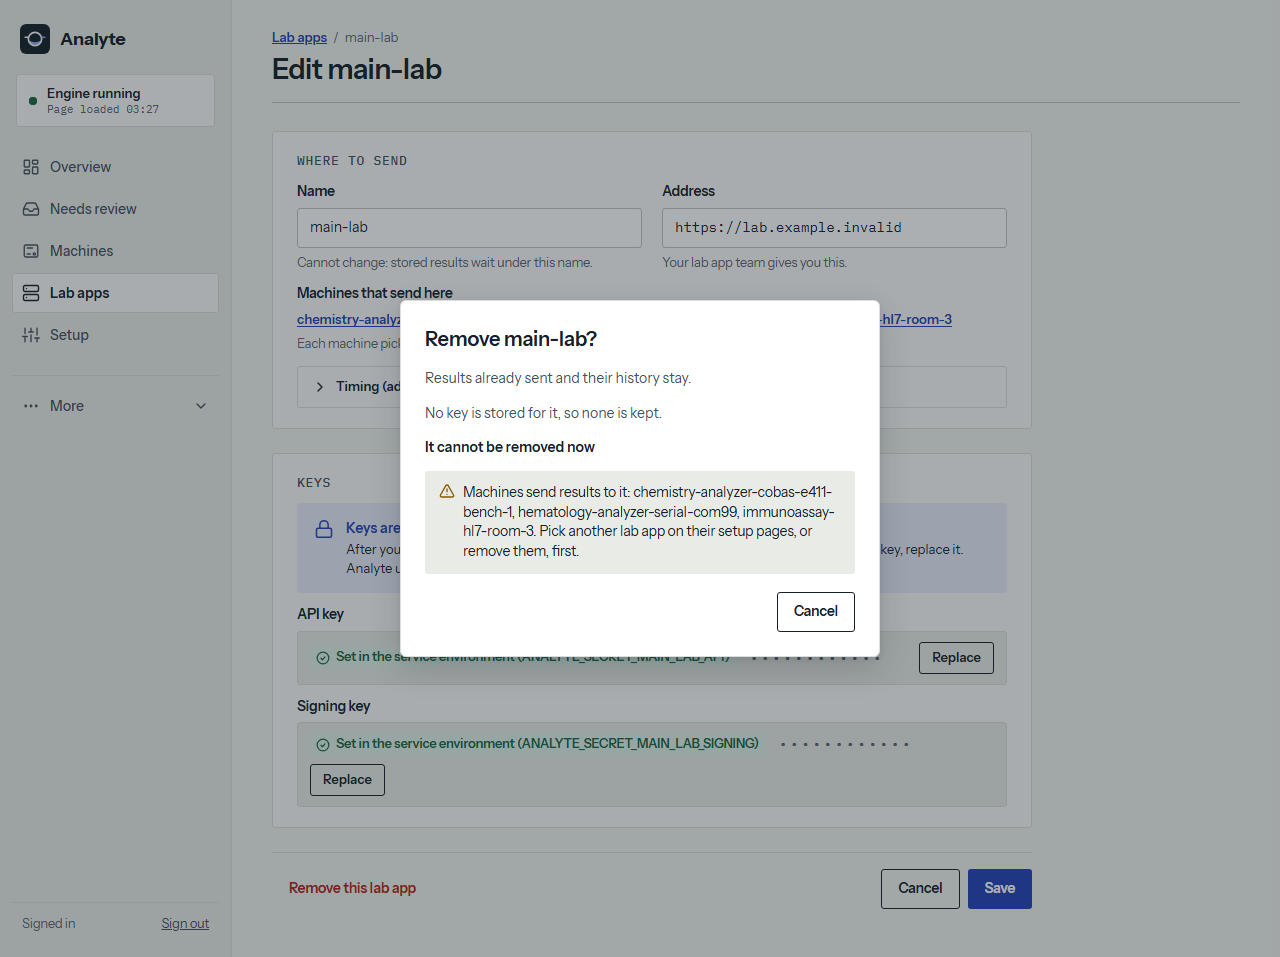 Analyte
Engine running
Page loaded 03:27
Overview
Needs review
Machines
Lab apps
Setup
More
Signed in
Sign out
Lab apps / main-lab
Edit main-lab
WHERE TO SEND
Name
Address
main-lab
https://lab.example.invalid
Cannot change: stored results wait under this name.
Your lab app team gives you this.
Machines that send here
chemistry-analyz
-hl7-room-3
Each machine pic
Timing (ad
Remove main-lab?
Results already sent and their history stay.
No key is stored for it, so none is kept.
It cannot be removed now
Machines send results to it: chemistry-analyzer-cobas-e411-
bench-1, hematology-analyzer-serial-com99, immunoassay-
hl7-room-3. Pick another lab app on their setup pages, or
remove them, first.
Cancel
KEYS
Keys are
After you
key, replace it.
Analyte u
API key
Set in the service environment (ANALYTE_SECRET_MAIN_LAB_API) • • • • • • • • • • • •
Replace
Signing key
Set in the service environment (ANALYTE_SECRET_MAIN_LAB_SIGNING) • • • • • • • • • • • •
Replace
Remove this lab app
Cancel
Save